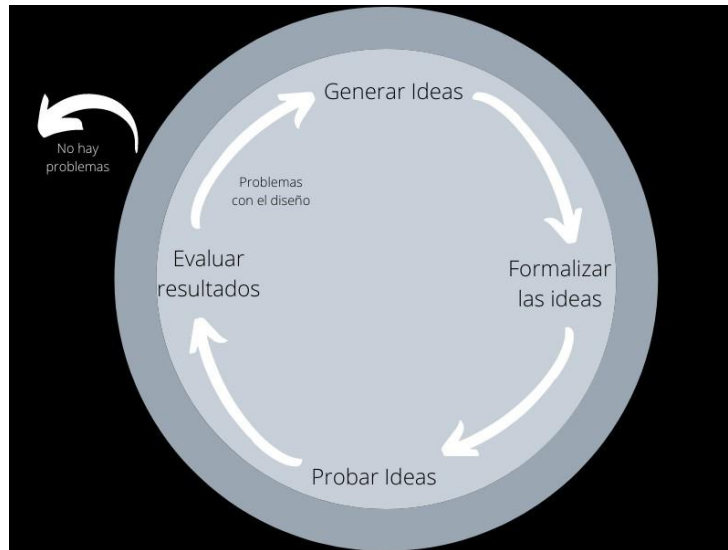 Generar Ideas
No hay
problemas
Problemas
con el diseño
Evaluar
resultados
Formalizar
las ideas
Probar Ideas